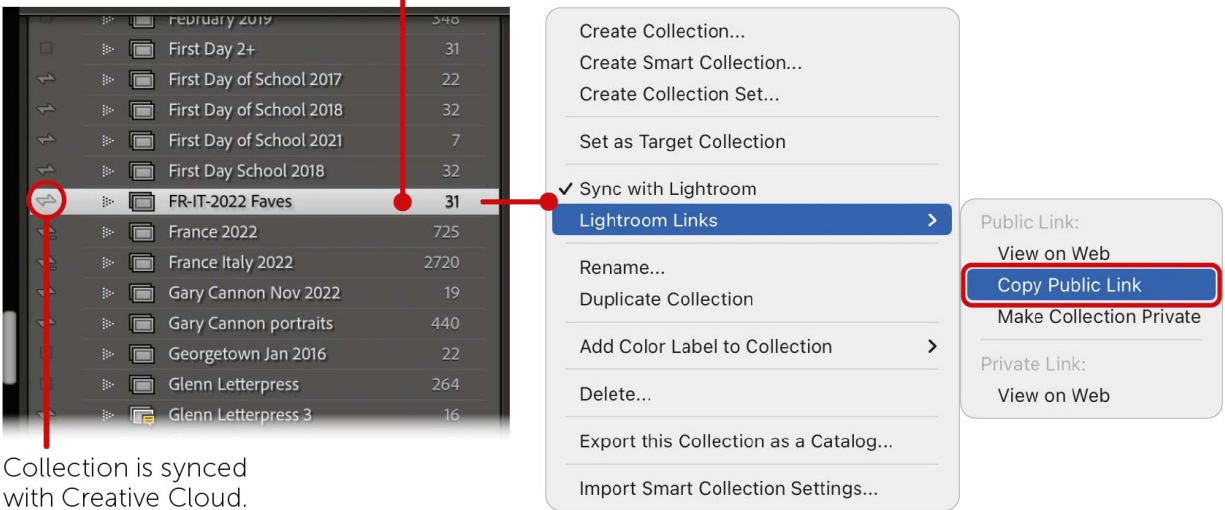 February 2019 348
First Day 2+ 31
First Day of School 2017 22
First Day of School 2018 32
First Day of School 2021 7
First Day School 2018 32
FR-IT-2022 Faves 31
France 2022 725
France Italy 2022 2720
Gary Cannon Nov 2022 19
Gary Cannon portraits 440
Georgetown Jan 2016 22
Glenn Letterpress 264
Glenn Letterpress 3 16
Collection is synced
with Creative Cloud.
Create Collection...
Create Smart Collection...
Create Collection Set...
Set as Target Collection
✓ Sync with Lightroom
Lightroom Links >
Rename...
Duplicate Collection
Add Color Label to Collection >
Delete...
Export this Collection as a Catalog...
Import Smart Collection Settings...
Public Link:
View on Web
Copy Public Link
Make Collection Private
Private Link:
View on Web